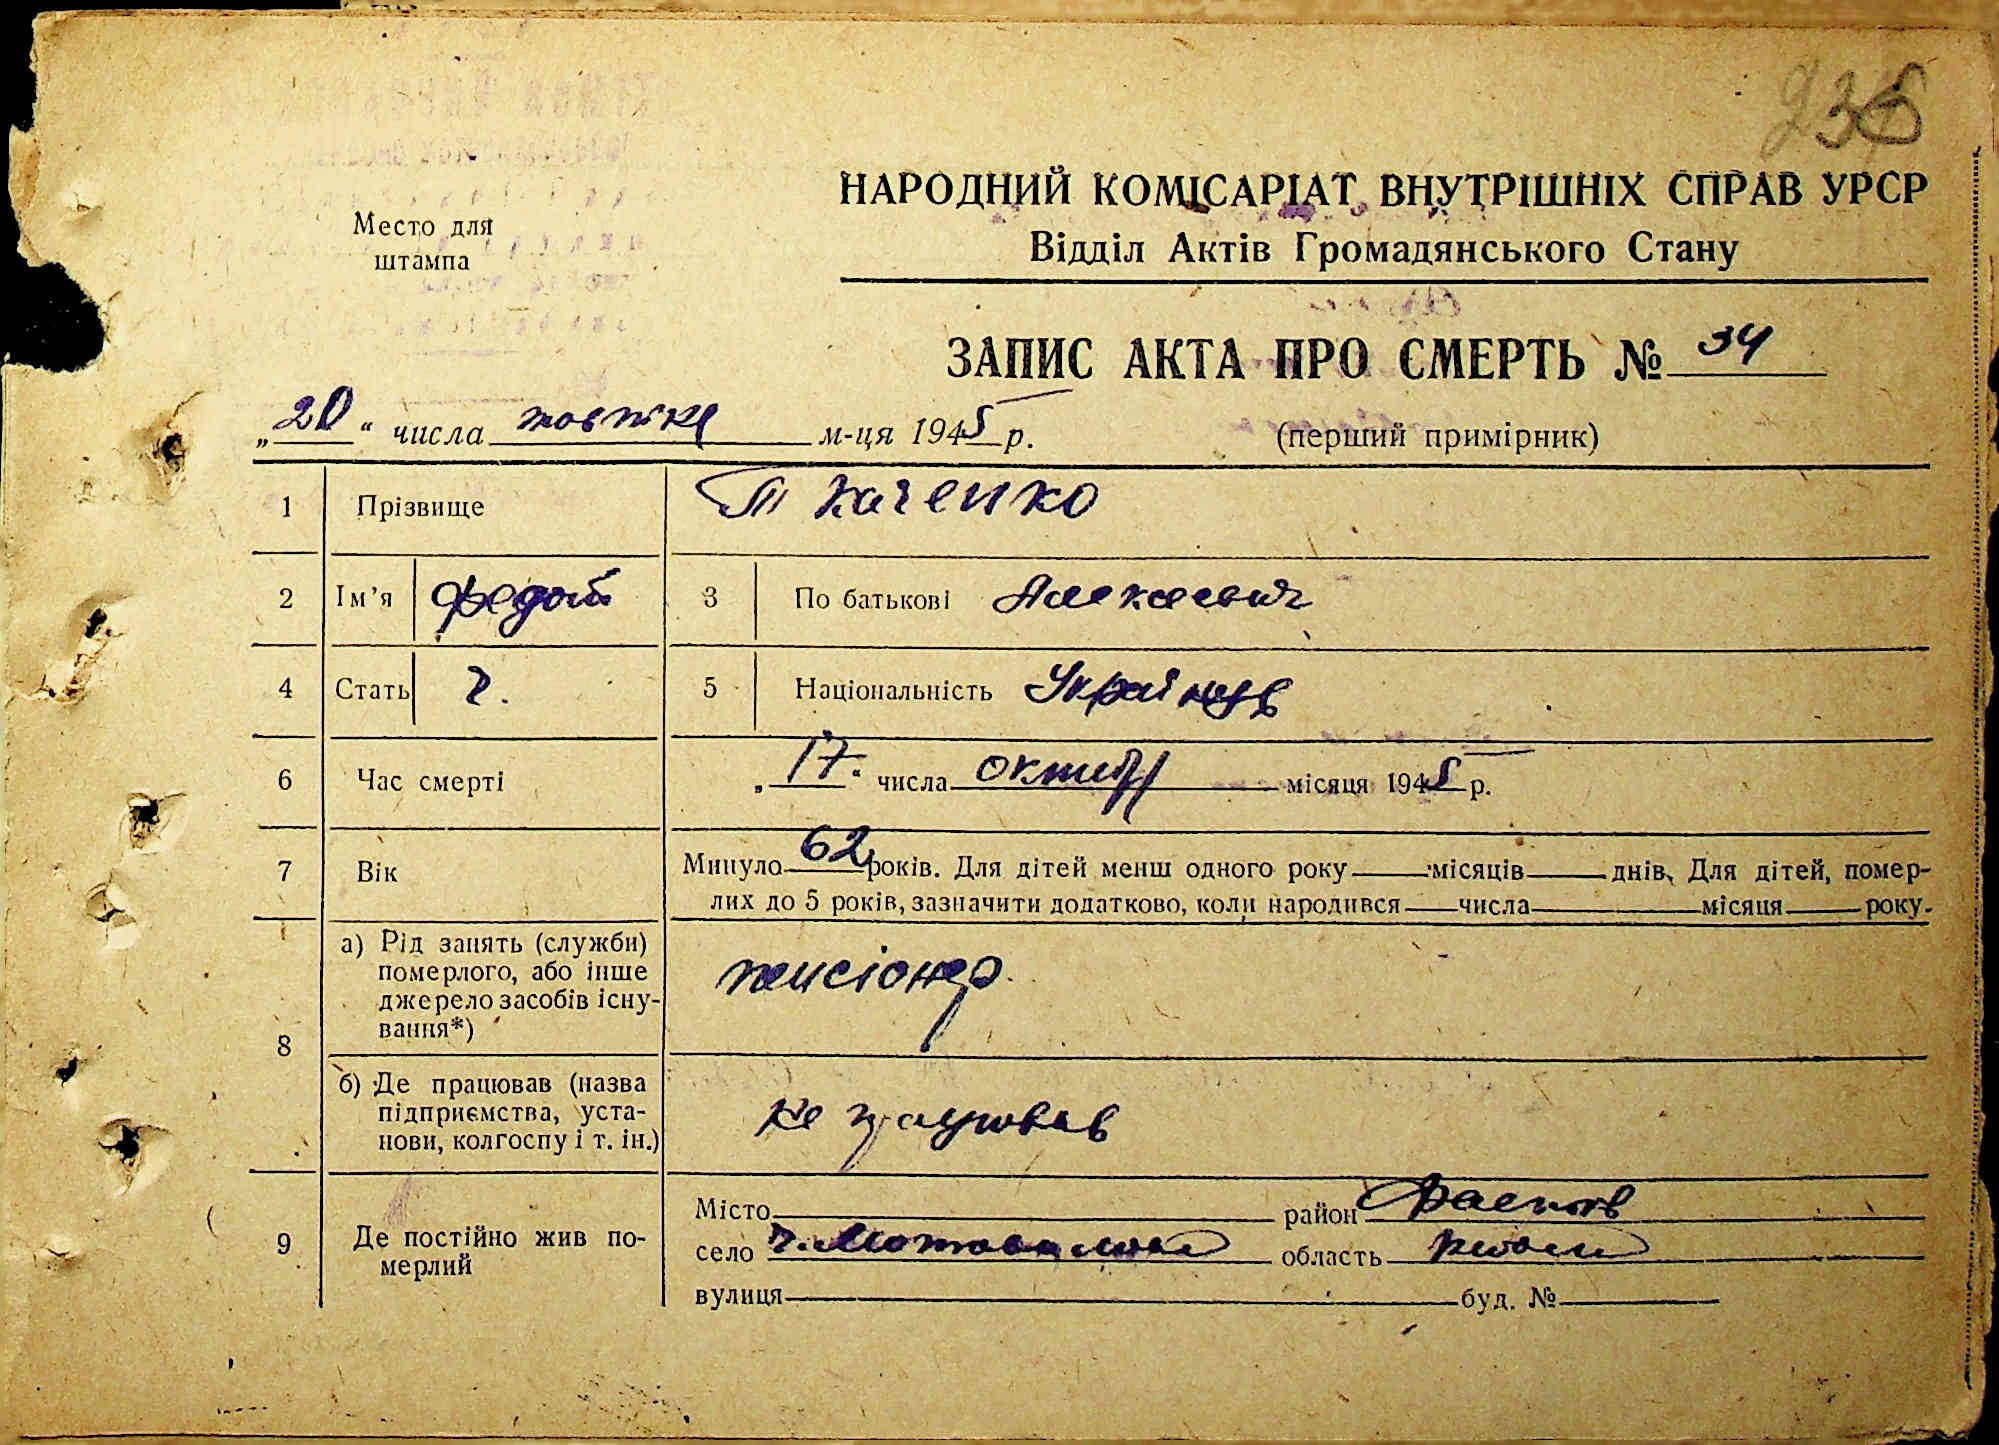 235
НАРОДНИЙ КОМІСАРІАТ ВНУТРІШНІХ СПРАВ УРСР
Место для
штампа
Відділ Актів Громадянського Стану
ЗАПИС АКТА ПРО СМЕРТЬ № 34
„20“ числа жовтня м-ця 1945 р.
(перший примірник)
1 Прізвище Ткаченко
2 Ім’я Федот 3 По батькові Алексеевич
4 Стать ч. 5 Національність Українець
6 Час смерті „17“ числа октября місяця 1945 р.
7 Вік Минуло 62 років. Для дітей менш одного року місяців днів. Для дітей, помер-
лих до 5 років, зазначити додатково, коли народився числа місяця року.
8 а) Рід занять (служби)
померлого, або інше
джерело засобів існу-
вання*)
пенсіонер.
б) Де працював (назва
підприємства, уста-
нови, колгоспу і т. ін.)
не працював
9 Де постійно жив по-
мерлий
Місто район Фастов
село В. Мотовилівка область Київськ
вулиця буд. №